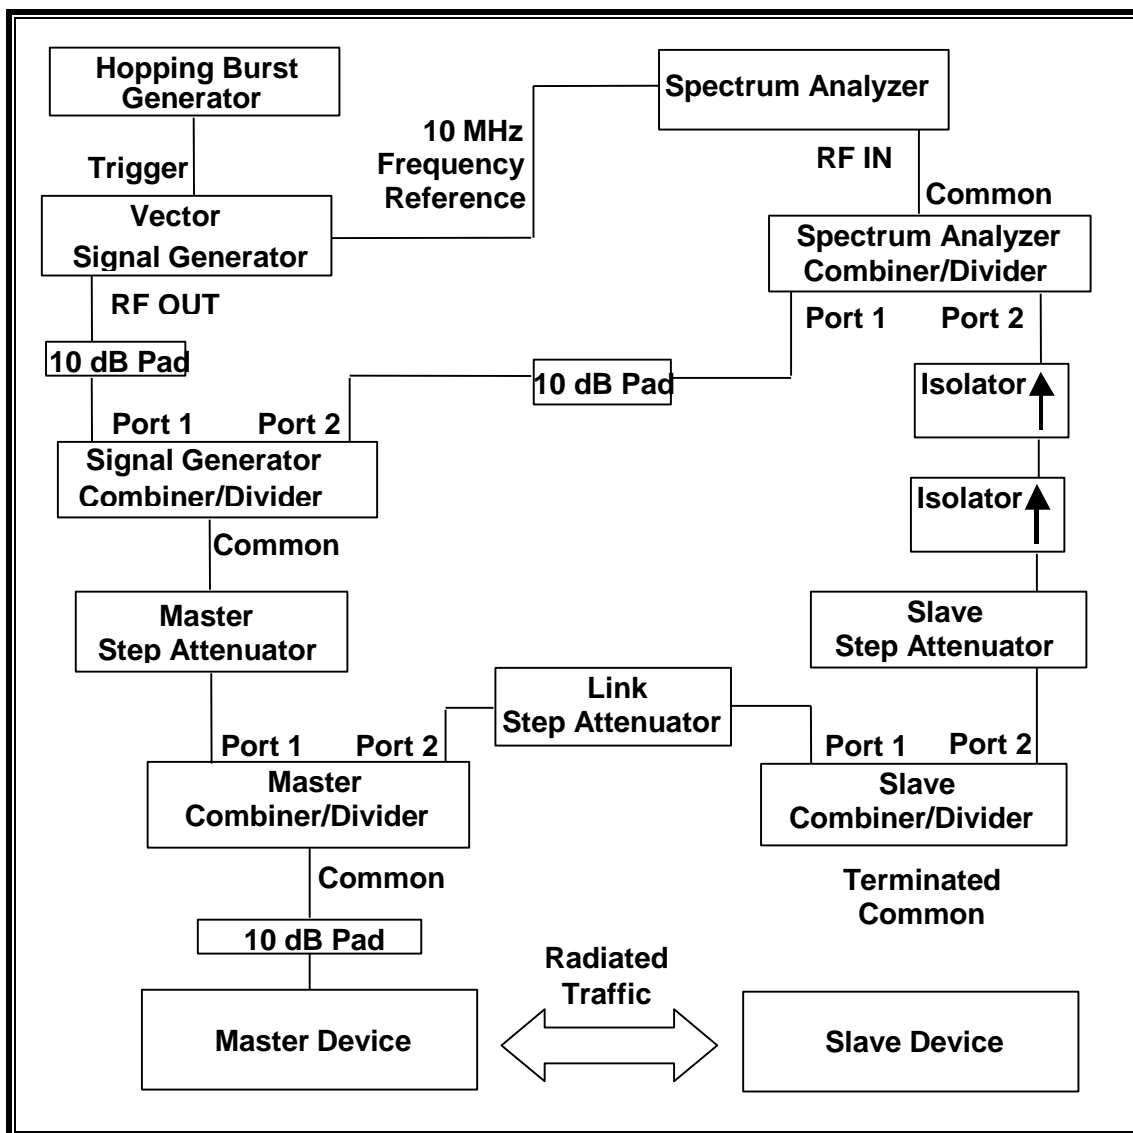 Hopping Burst
Generator
Spectrum Analyzer
10 MHz
Frequency
Reference
Trigger
RF IN
Common
Vector
Signal Generator
Spectrum Analyzer
Combiner/Divider
RF OUT
Port 1
Port 2
10 dB Pad
10 dB Pad
Isolator
Port 1
Port 2
Signal Generator
Combiner/Divider
Isolator
Common
Master
Step Attenuator
Slave
Step Attenuator
Link
Step Attenuator
Port 1
Port 2
Port 1
Port 2
Master
Combiner/Divider
Slave
Combiner/Divider
Common
Terminated
Common
10 dB Pad
Radiated
Traffic
Master Device
Slave Device